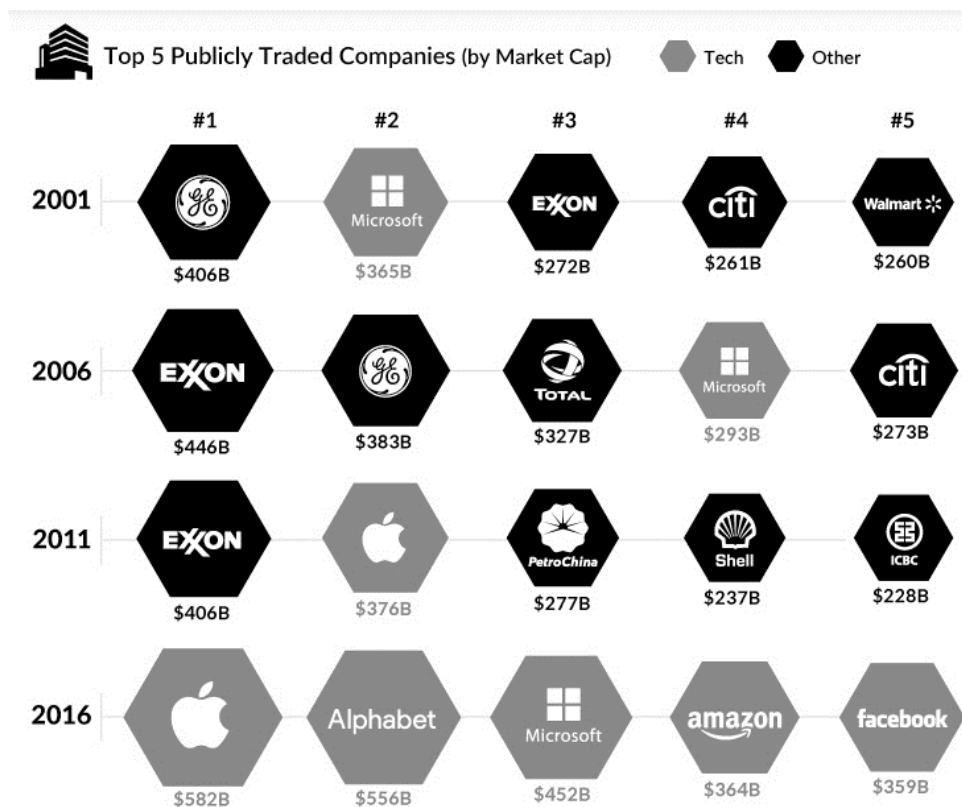 Top 5 Publicly Traded Companies (by Market Cap) Tech Other
#1 #2 #3 #4 #5
2001 GE Microsoft EXXON citi Walmart
$406B $365B $272B $261B $260B
2006 EXXON GE TOTAL Microsoft citi
$446B $383B $327B $293B $273B
2011 EXXON PetroChina Shell ICBC
$406B $376B $277B $237B $228B
2016 Alphabet Microsoft amazon facebook
$582B $556B $452B $364B $359B